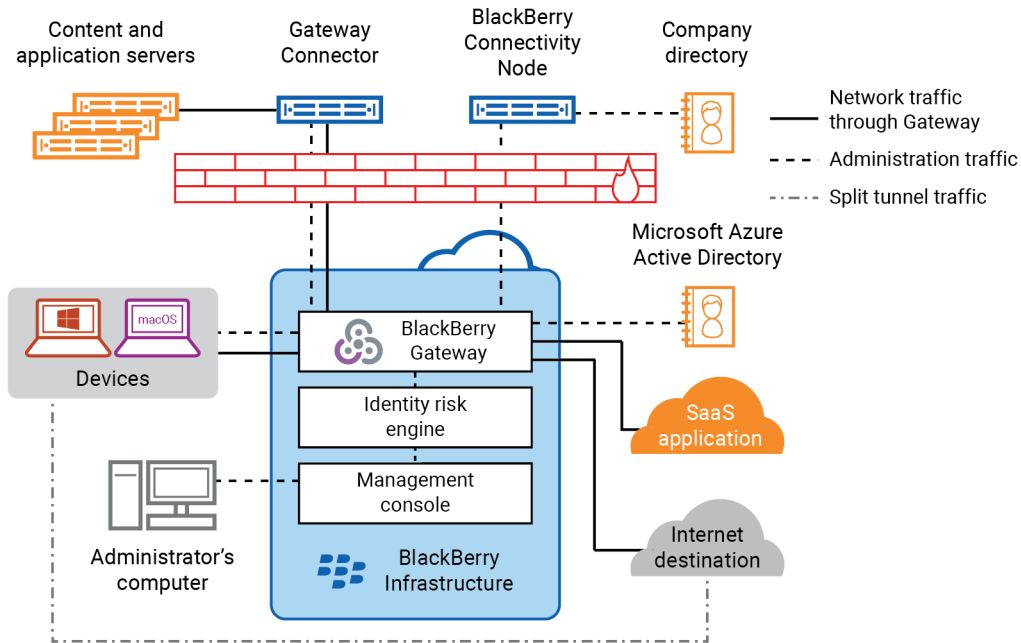 Content and
application servers
Gateway
Connector
BlackBerry
Connectivity
Node
Company
directory
Network traffic
through Gateway
Administration traffic
Split tunnel traffic
Microsoft Azure
Active Directory
macOS
Devices
BlackBerry
Gateway
Identity risk
engine
Management
console
SaaS
application
Administrator’s
computer
BlackBerry
Infrastructure
Internet
destination